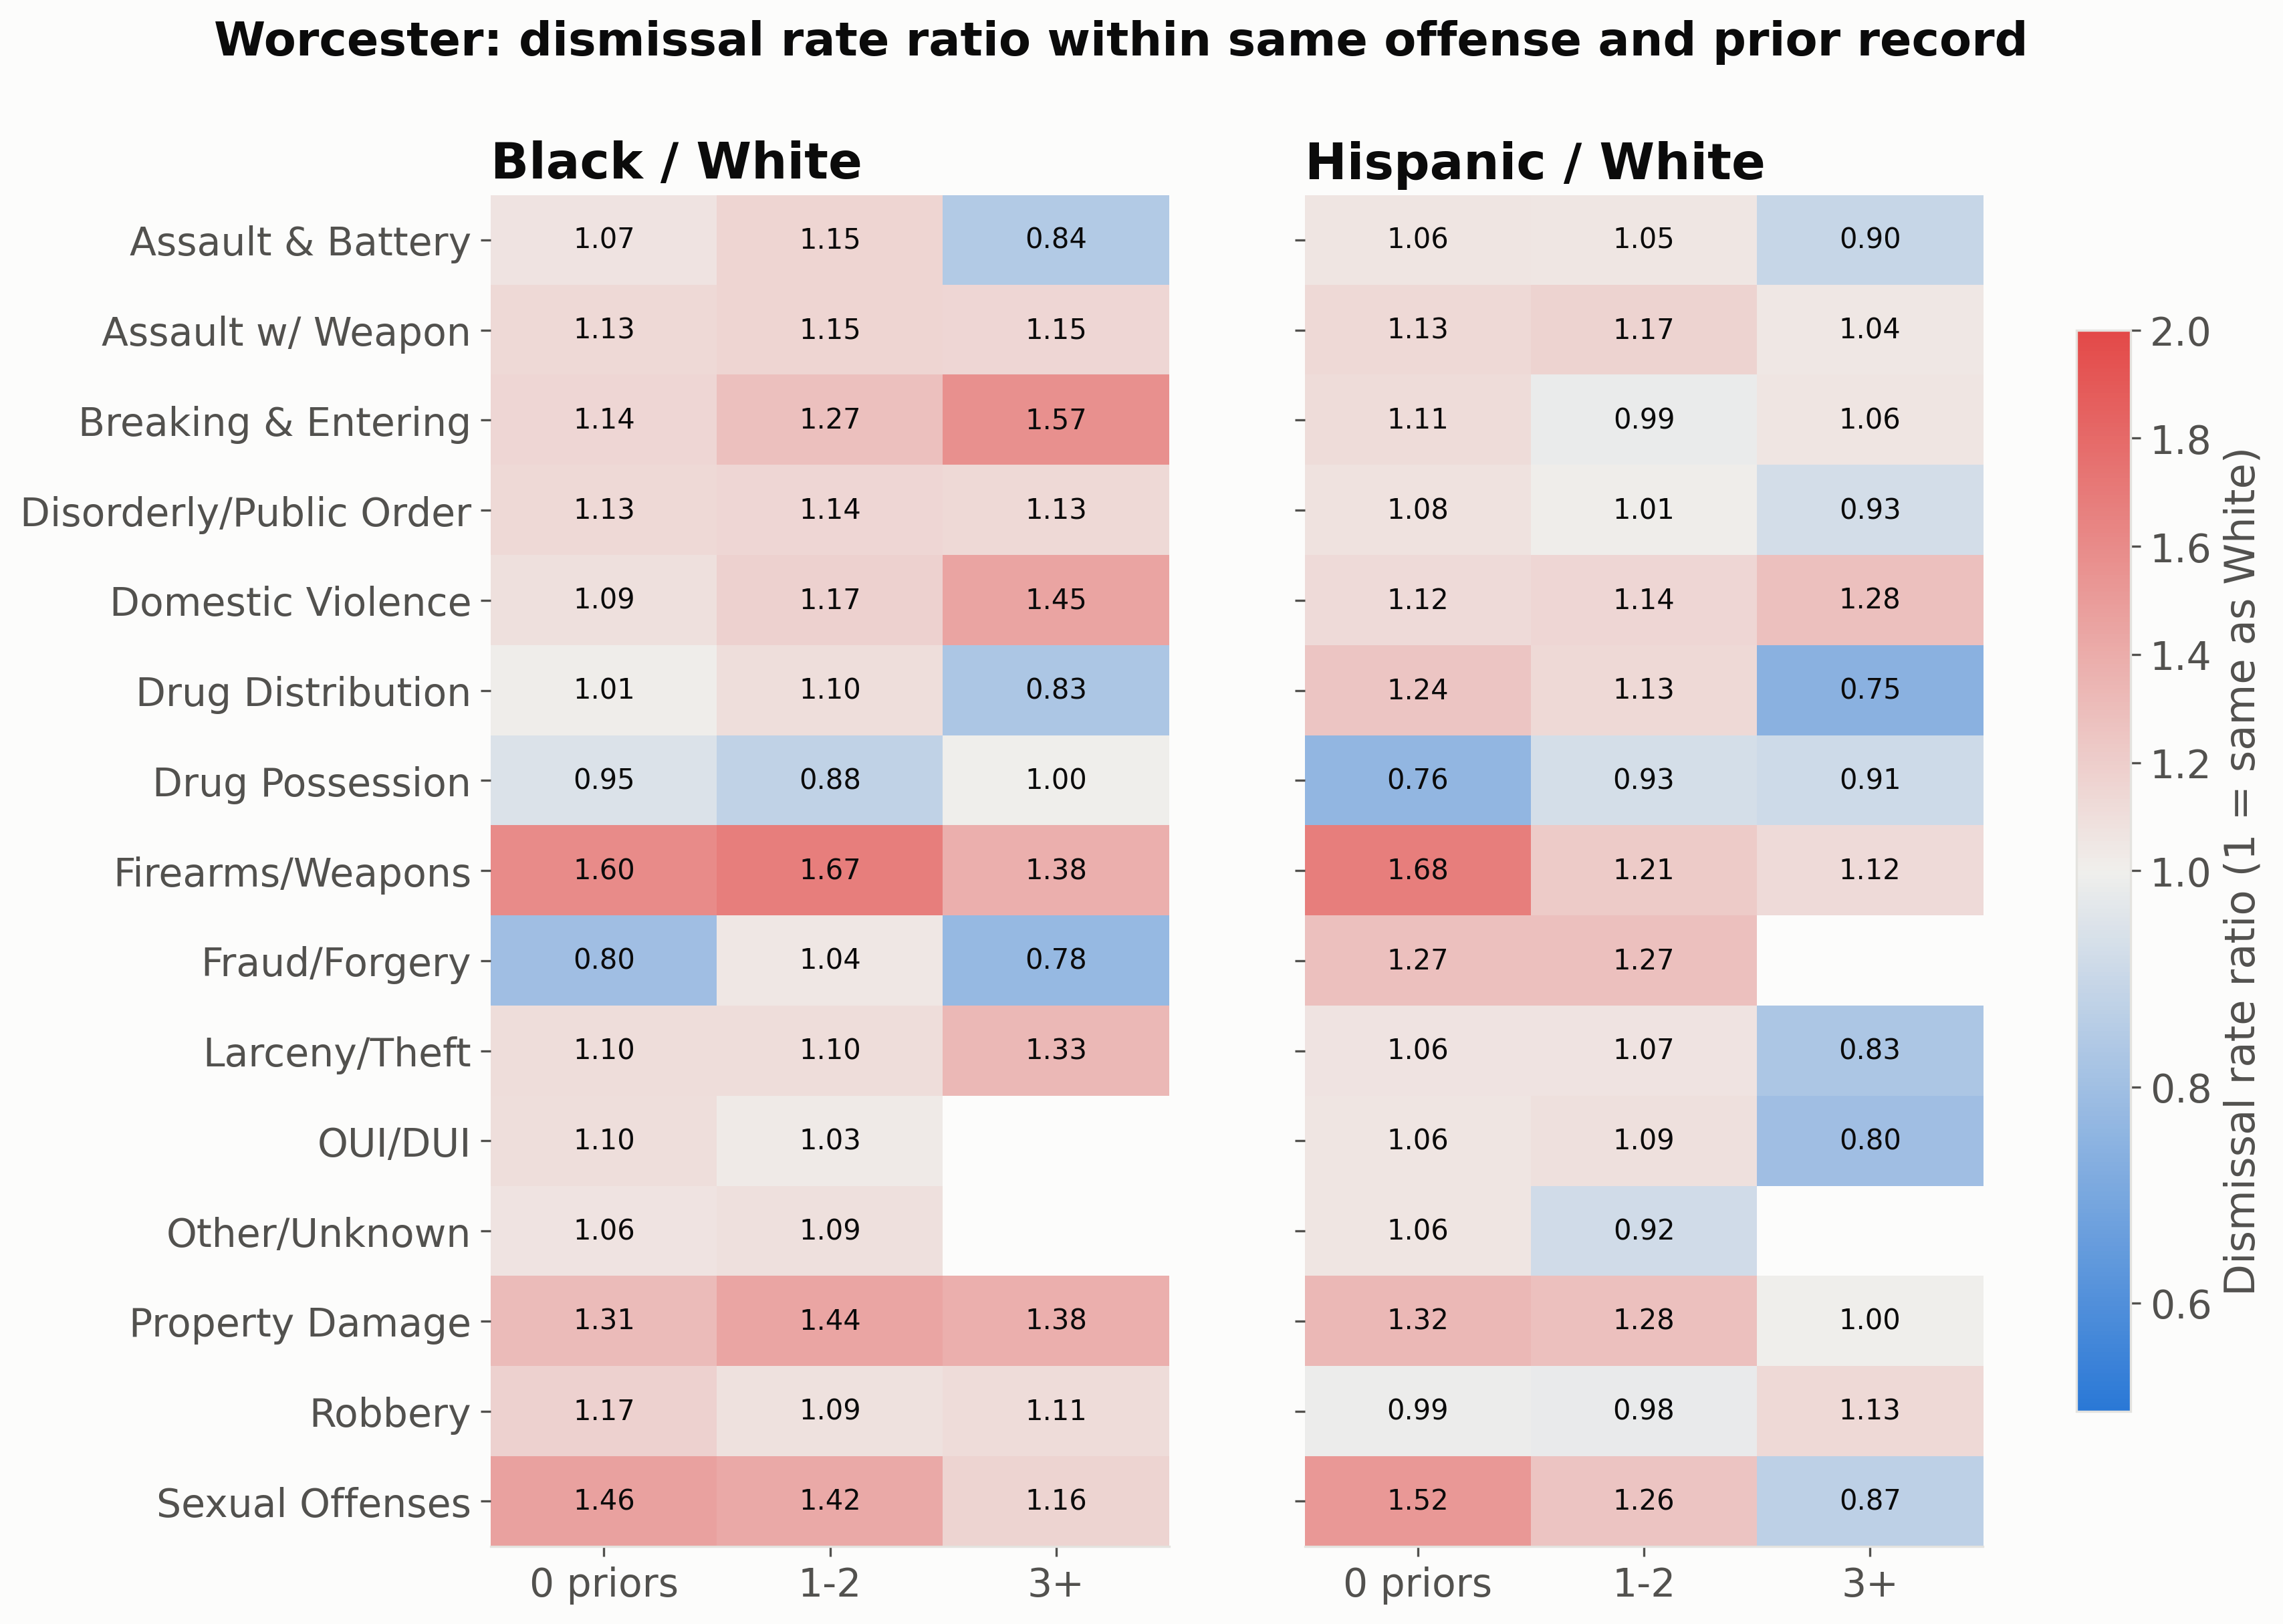 Worcester: dismissal rate ratio within same offense and prior record
Black / White
Hispanic / White
Assault & Battery 1.07 1.15 0.84 1.06 1.05 0.90
Assault w/ Weapon 1.13 1.15 1.15 1.13 1.17 1.04
Breaking & Entering 1.14 1.27 1.57 1.11 0.99 1.06
Disorderly/Public Order 1.13 1.14 1.13 1.08 1.01 0.93
Domestic Violence 1.09 1.17 1.45 1.12 1.14 1.28
Drug Distribution 1.01 1.10 0.83 1.24 1.13 0.75
Drug Possession 0.95 0.88 1.00 0.76 0.93 0.91
Firearms/Weapons 1.60 1.67 1.38 1.68 1.21 1.12
Fraud/Forgery 0.80 1.04 0.78 1.27 1.27
Larceny/Theft 1.10 1.10 1.33 1.06 1.07 0.83
OUI/DUI 1.10 1.03 1.06 1.09 0.80
Other/Unknown 1.06 1.09 1.06 0.92
Property Damage 1.31 1.44 1.38 1.32 1.28 1.00
Robbery 1.17 1.09 1.11 0.99 0.98 1.13
Sexual Offenses 1.46 1.42 1.16 1.52 1.26 0.87
0 priors 1-2 3+ 0 priors 1-2 3+
2.0
1.8
1.6
1.4
1.2
1.0
0.8
0.6
Dismissal rate ratio (1 = same as White)